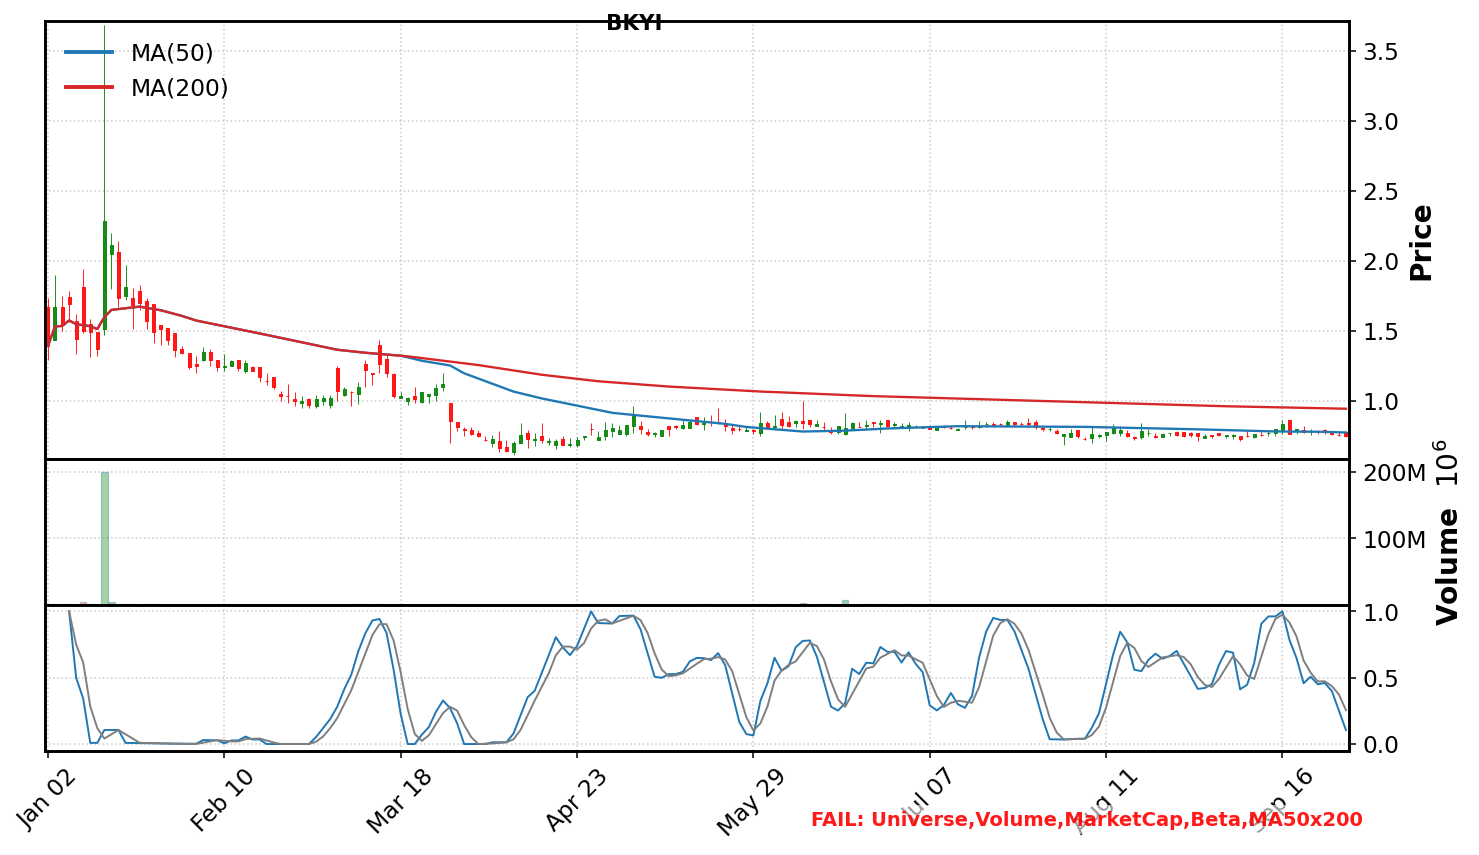 BKYI
MA(50)
MA(200)
3.5
3.0
2.5
2.0
1.5
1.0
Price
200M
100M
Volume 10^6
1.0
0.5
0.0
Jan 02
Feb 10
Mar 18
Apr 23
May 29
Jul 07
Aug 11
Sep 16
FAIL: Universe,Volume,MarketCap,Beta,MA50x200